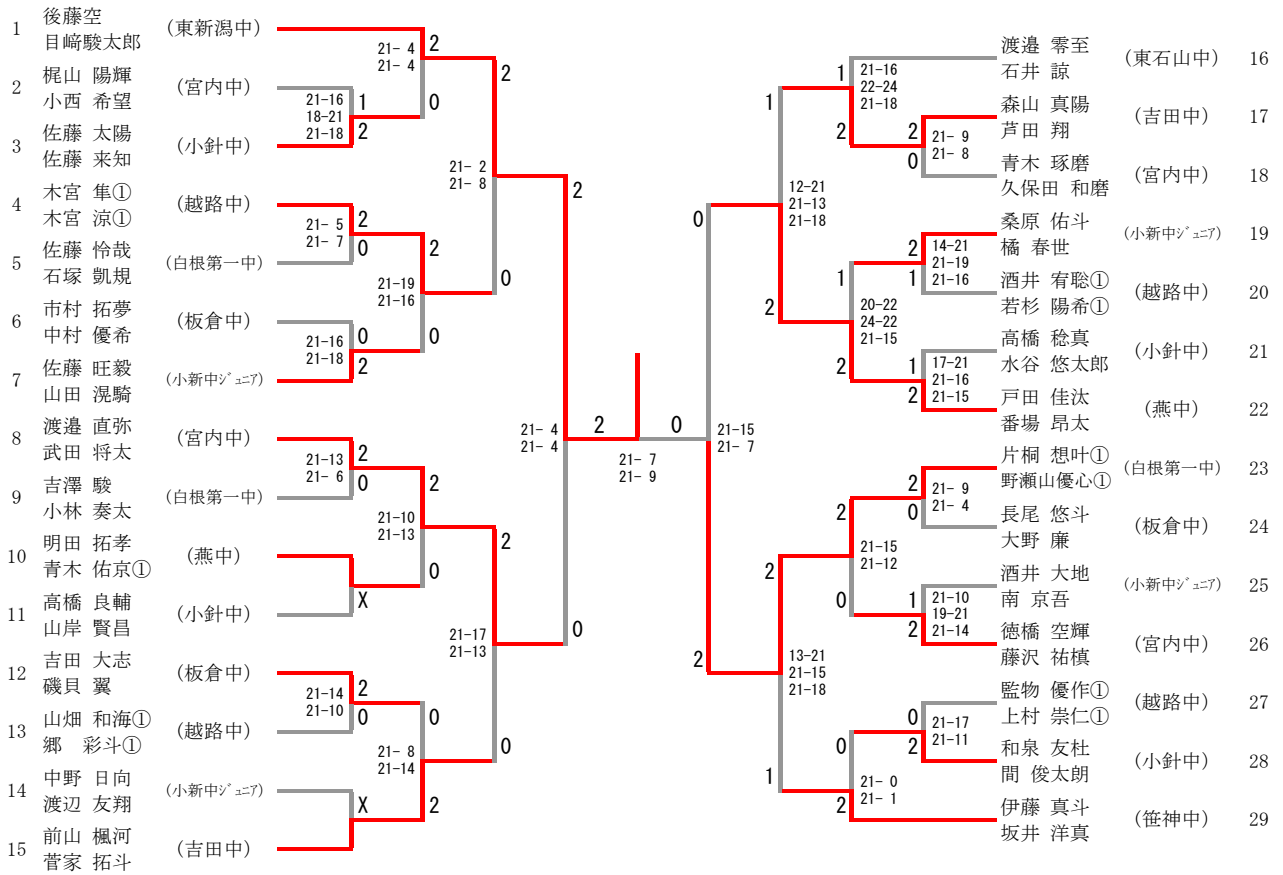 1 後藤空 (東新潟中)
目﨑駿太郎
2 梶山 陽輝 (宮内中)
小西 希望
3 佐藤 太陽 (小針中)
佐藤 来知
4 木宮 隼① (越路中)
木宮 涼①
5 佐藤 怜哉 (白根第一中)
石塚 凱規
6 市村 拓夢 (板倉中)
中村 優希
7 佐藤 旺毅 (小新中ジュニア)
山田 滉騎
8 渡邉 直弥 (宮内中)
武田 将太
9 吉澤 駿 (白根第一中)
小林 奏太
10 明田 拓孝 (燕中)
青木 佑京①
11 高橋 良輔 (小針中)
山岸 賢昌
12 吉田 大志 (板倉中)
磯貝 翼
13 山畑 和海① (越路中)
郷 彩斗①
14 中野 日向 (小新中ジュニア)
渡辺 友翔
15 前山 楓河 (吉田中)
菅家 拓斗
21-16 1
18-21
21-18 2
21- 5 2
21- 7 0
21-16 0
21-18 2
21-13 2
21- 6 0
X
21-14 2
21-10 0
X
21- 4 2
21- 4 0
21-19 2
21-16 0
21-10 2
21-13 0
21- 8 0
21-14 2
21- 2 2
21- 8 0
21-17 2
21-13 0
21- 4 2
21- 4 0
2 0
21- 7
21- 9
0 21-15
2 21- 7
1 12-21
21-13
2 21-18
2 13-21
21-15
1 21-18
1 21-16
22-24
2 21-18
1 20-22
24-22
2 21-15
2 21-15
0 21-12
0 21- 0
2 21- 1
2 21- 9
0 21- 8
2 14-21
21-19
1 21-16
1 17-21
21-16
2 21-15
2 21- 9
0 21- 4
1 21-10
19-21
2 21-14
0 21-17
2 21-11
渡邉 零至 (東石山中) 16
石井 諒
森山 真陽 (吉田中) 17
芦田 翔
青木 琢磨 (宮内中) 18
久保田 和磨
桑原 佑斗 (小新中ジュニア) 19
橘 春世
酒井 宥聡① (越路中) 20
若杉 陽希①
高橋 稔真 (小針中) 21
水谷 悠太郎
戸田 佳汰 (燕中) 22
番場 昂太
片桐 想叶① (白根第一中) 23
野瀬山優心①
長尾 悠斗 (板倉中) 24
大野 廉
酒井 大地 (小新中ジュニア) 25
南 京吾
徳橋 空輝 (宮内中) 26
藤沢 祐槙
監物 優作① (越路中) 27
上村 崇仁①
和泉 友杜 (小針中) 28
間 俊太朗
伊藤 真斗 (笹神中) 29
坂井 洋真